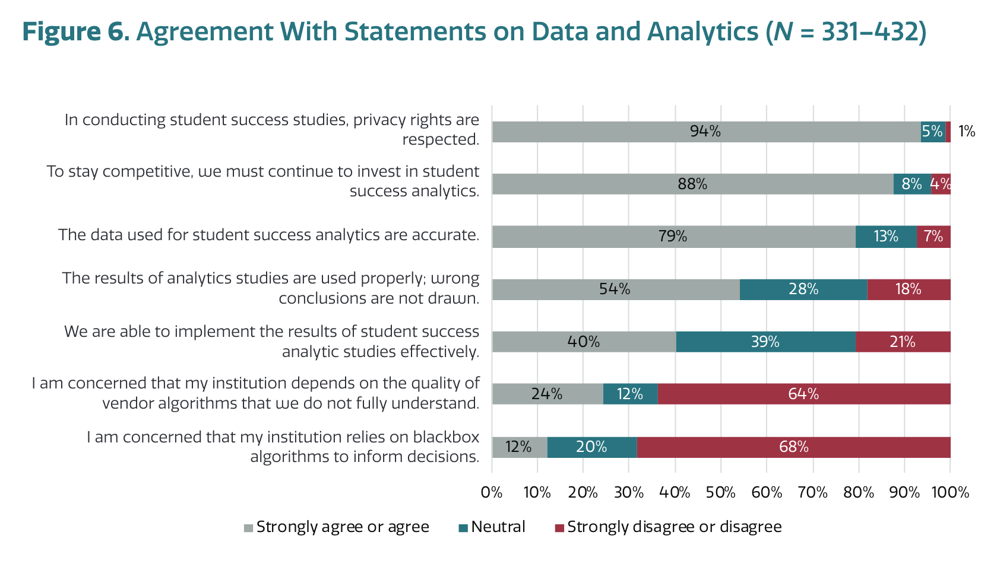 Figure 6. Agreement With Statements on Data and Analytics (N = 331–432)
In conducting student success studies, privacy rights are
respected.
94% 5% 1%
To stay competitive, we must continue to invest in student
success analytics.
88% 8% 4%
The data used for student success analytics are accurate.
79% 13% 7%
The results of analytics studies are used properly; wrong
conclusions are not drawn.
54% 28% 18%
We are able to implement the results of student success
analytic studies effectively.
40% 39% 21%
I am concerned that my institution depends on the quality of
vendor algorithms that we do not fully understand.
24% 12% 64%
I am concerned that my institution relies on blackbox
algorithms to inform decisions.
12% 20% 68%
0% 10% 20% 30% 40% 50% 60% 70% 80% 90% 100%
Strongly agree or agree Neutral Strongly disagree or disagree